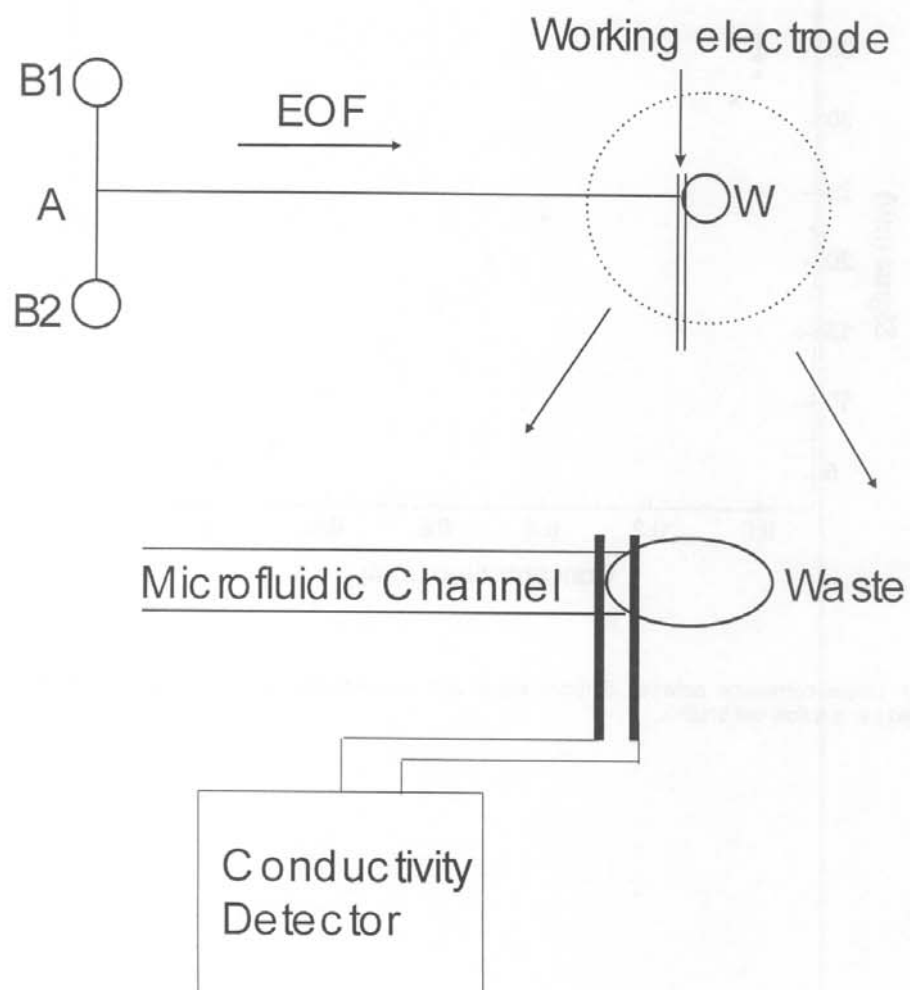 Working electrode
B1
EOF
A
W
B2
Microfluidic Channel
Waste
Conductivity
Detector